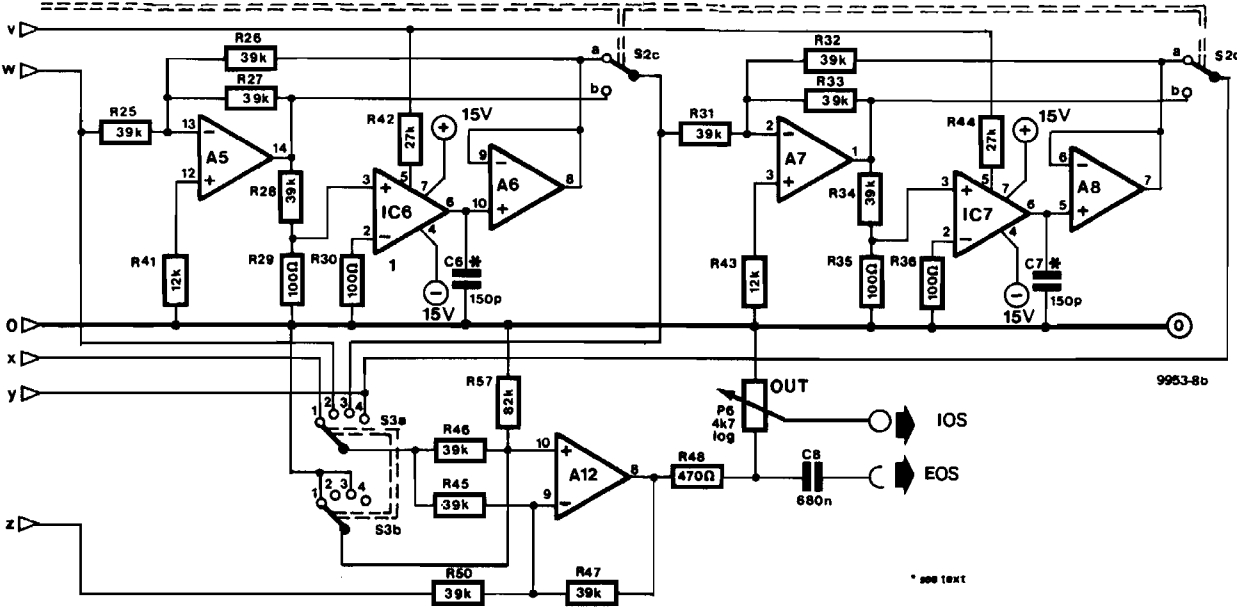 v
w
R26
39k
R27
39k
R25
39k
13
−
12
+
A5
14
R28
39k
R41
12k
R29
100Ω
R30
100Ω
R42
27k
+
15V
5
7
3
+
2
−
IC6
6
4
1
−
15V
C6 *
150p
9
−
10
+
A6
8
a
b
S2c
R32
39k
R33
39k
R31
39k
2
−
3
+
A7
1
R34
39k
R43
12k
R35
100Ω
R36
100Ω
R44
27k
+
15V
5
7
3
+
2
−
IC7
6
4
−
15V
C7 *
150p
6
−
5
+
A8
7
a
b
S2d
0
0
x
y
z
1 2 3 4
S3a
1 2 3 4
S3b
R57
82k
R46
39k
R45
39k
10
+
9
−
A12
8
R50
39k
R47
39k
R48
470Ω
OUT
P6
4k7
log
C8
680n
IOS
EOS
9953-8b
* see text